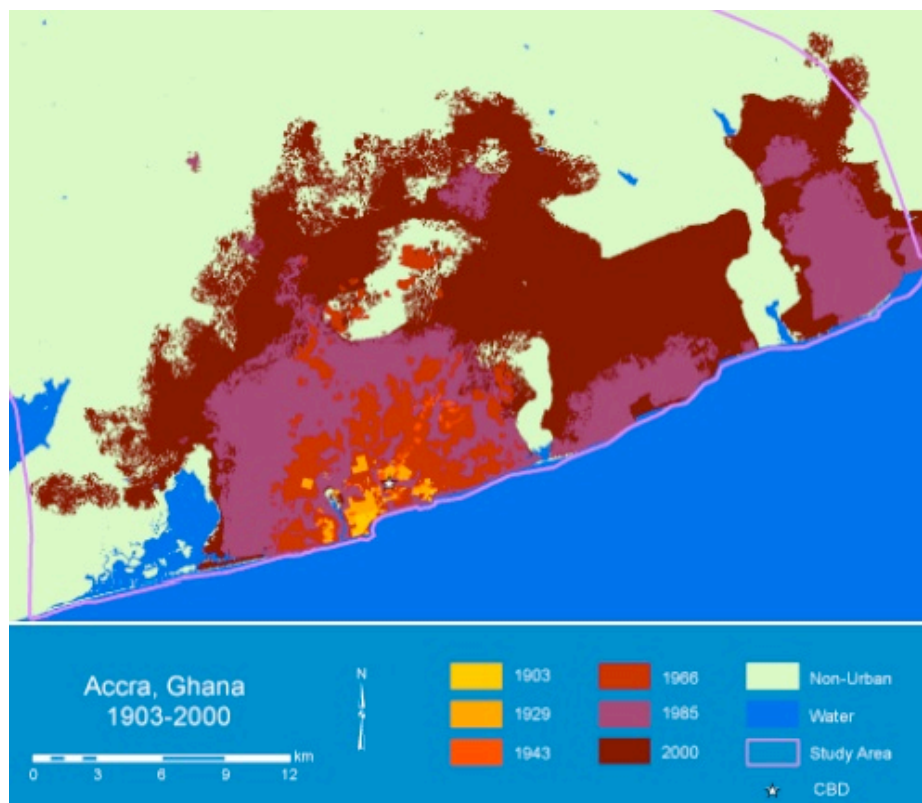 Accra, Ghana
1903-2000
N
km
0 3 6 9 12
1903
1929
1943
1966
1985
2000
Non-Urban
Water
Study Area
CBD